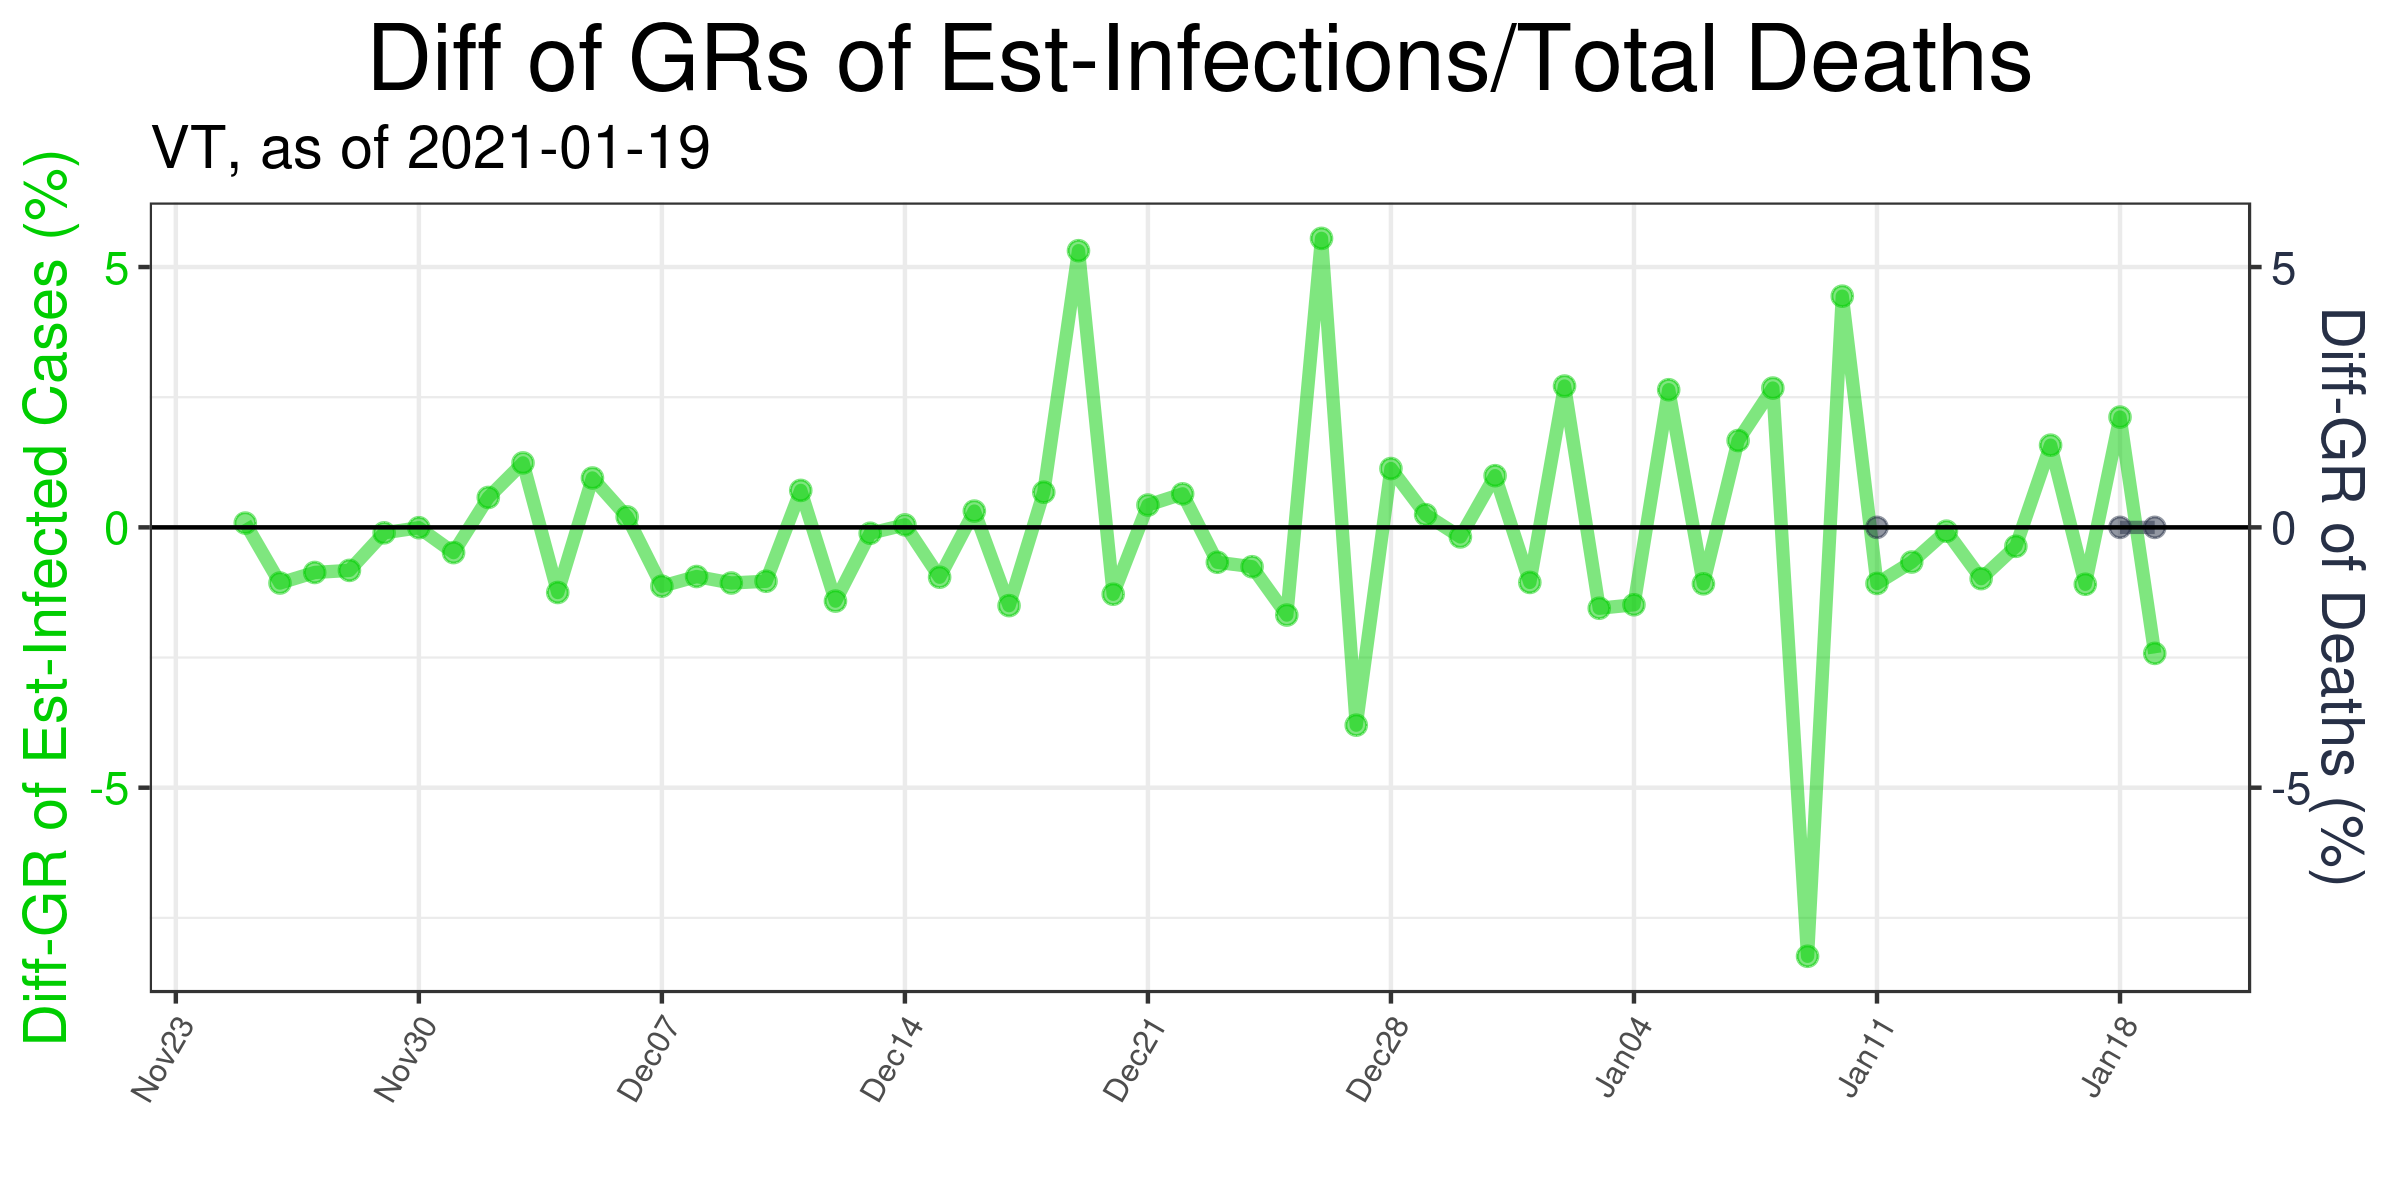 Diff of GRs of Est-Infections/Total Deaths
VT, as of 2021-01-19
Diff-GR of Est-Infected Cases (%)
5
0
-5
5
0
-5
Diff-GR of Deaths (%)
Nov23
Nov30
Dec07
Dec14
Dec21
Dec28
Jan04
Jan11
Jan18